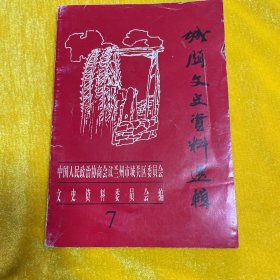 城关文史资料选辑
中国人民政治协商会议兰州市城关区委员会
文史资料委员会编
7